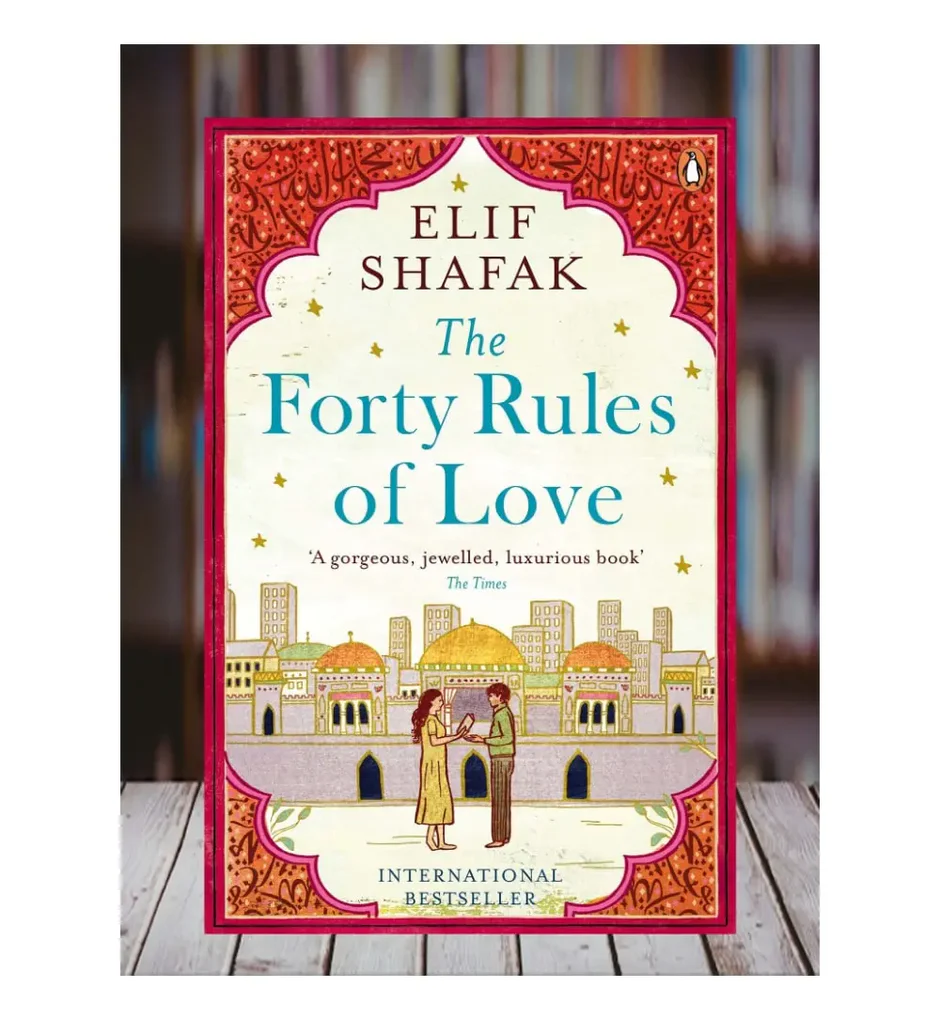 ELIF
SHAFAK
The
Forty Rules
of Love
‘A gorgeous, jewelled, luxurious book’
The Times
INTERNATIONAL
BESTSELLER